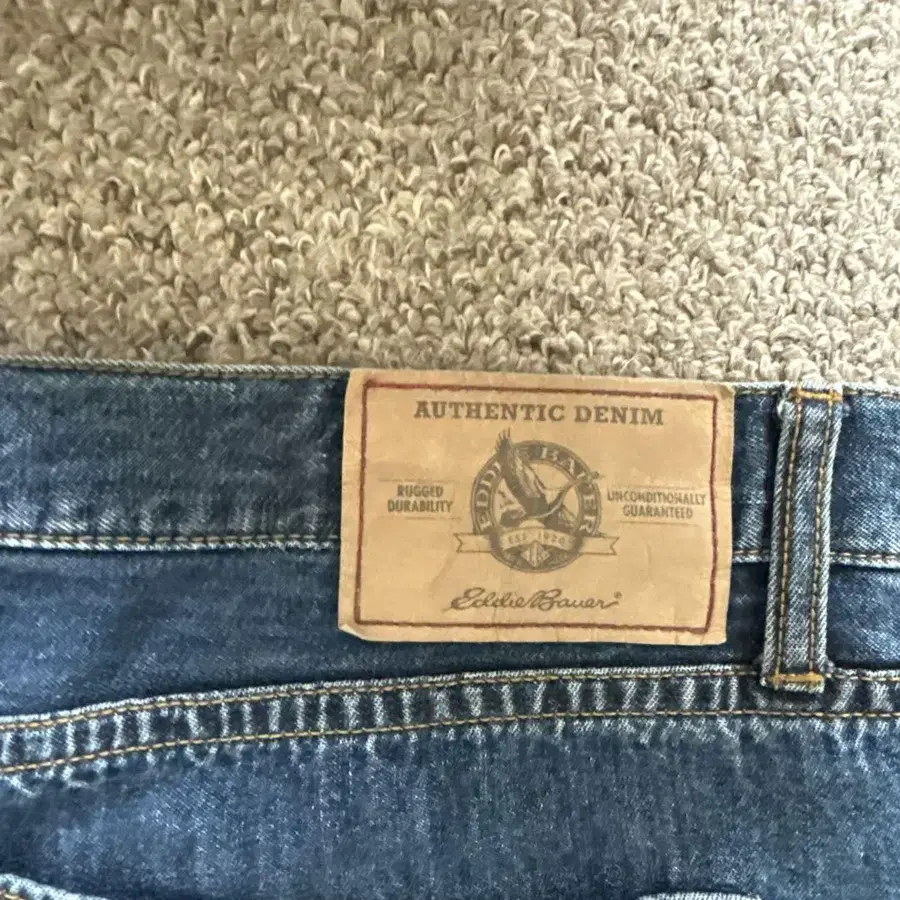 AUTHENTIC DENIM
EDDIE BAUER
RUGGED
DURABILITY
UNCONDITIONALLY
GUARANTEED
EST. 1920
Eddie Bauer®